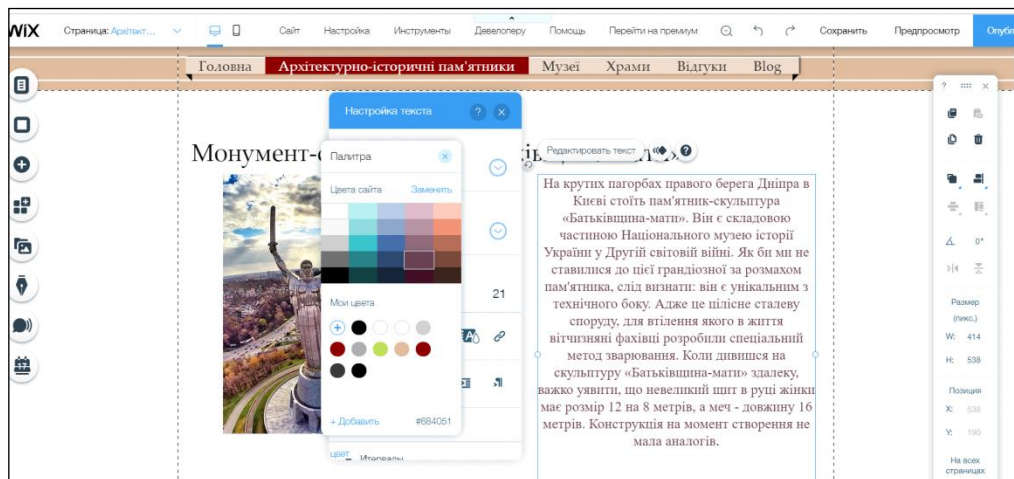 WiX Страница: Архітект... Сайт Настройка Инструменты Девелоперу Помощь Перейти на премиум Сохранить Предпросмотр Опубл
Головна Архітектурно-історичні пам'ятники Музеї Храми Відгуки Blog
Настройка текста ? ×
Монумент-
Редактировать текст ?
Палитра
Цвета сайта Заменить
21
Мои цвета
+ Добавить #684051
цвет Итервалы
На крутих пагорбах правого берега Дніпра в
Києві стоїть пам'ятник-скульптура
«Батьківщина-мати». Він є складовою
частиною Національного музею історії
України у Другій світовій війні. Як би ми не
ставилися до цієї грандіозної за розмахом
пам'ятника, слід визнати: він є унікальним з
технічного боку. Адже це цілісне сталеву
споруду, для втілення якого в життя
вітчизняні фахівці розробили спеціальний
метод зварювання. Коли дивишся на
скульптуру «Батьківщина-мати» здалеку,
важко уявити, що невеликий щит в руці жінки
має розмір 12 на 8 метрів, а меч - довжину 16
метрів. Конструкція на момент створення не
мала аналогів.
? ×
0°
Размер
(пикс.)
W: 414
H: 538
Позиция
X: 538
Y: 190
На всех
страницах